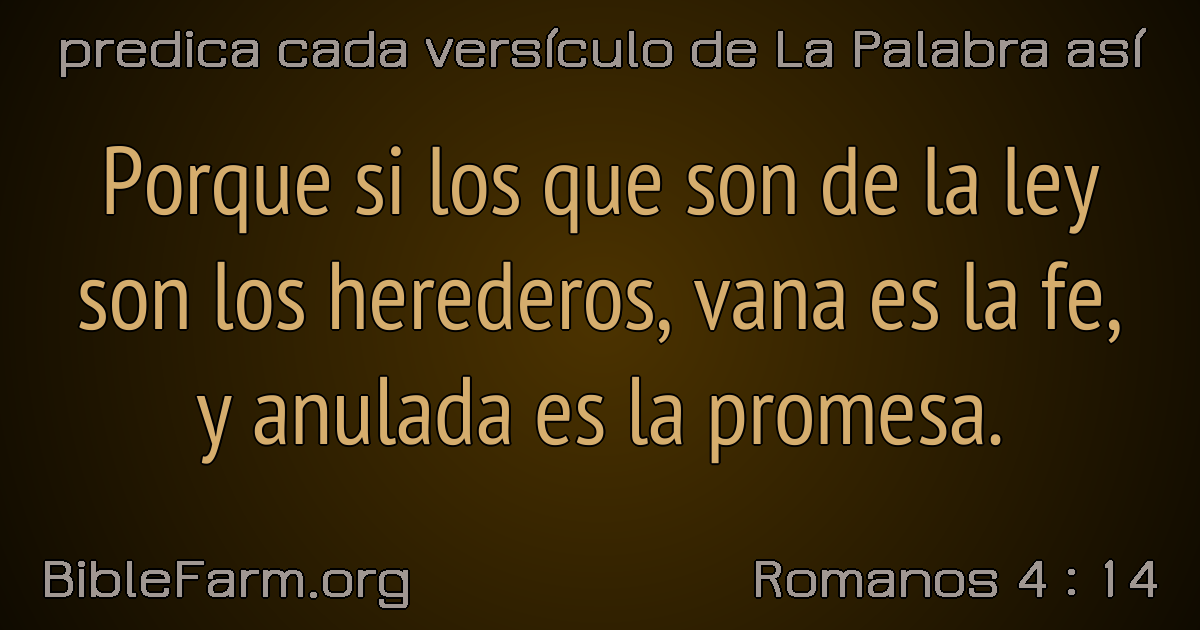 predica cada versículo de La Palabra así
Porque si los que son de la ley
son los herederos, vana es la fe,
y anulada es la promesa.
BibleFarm.org
Romanos 4 : 14